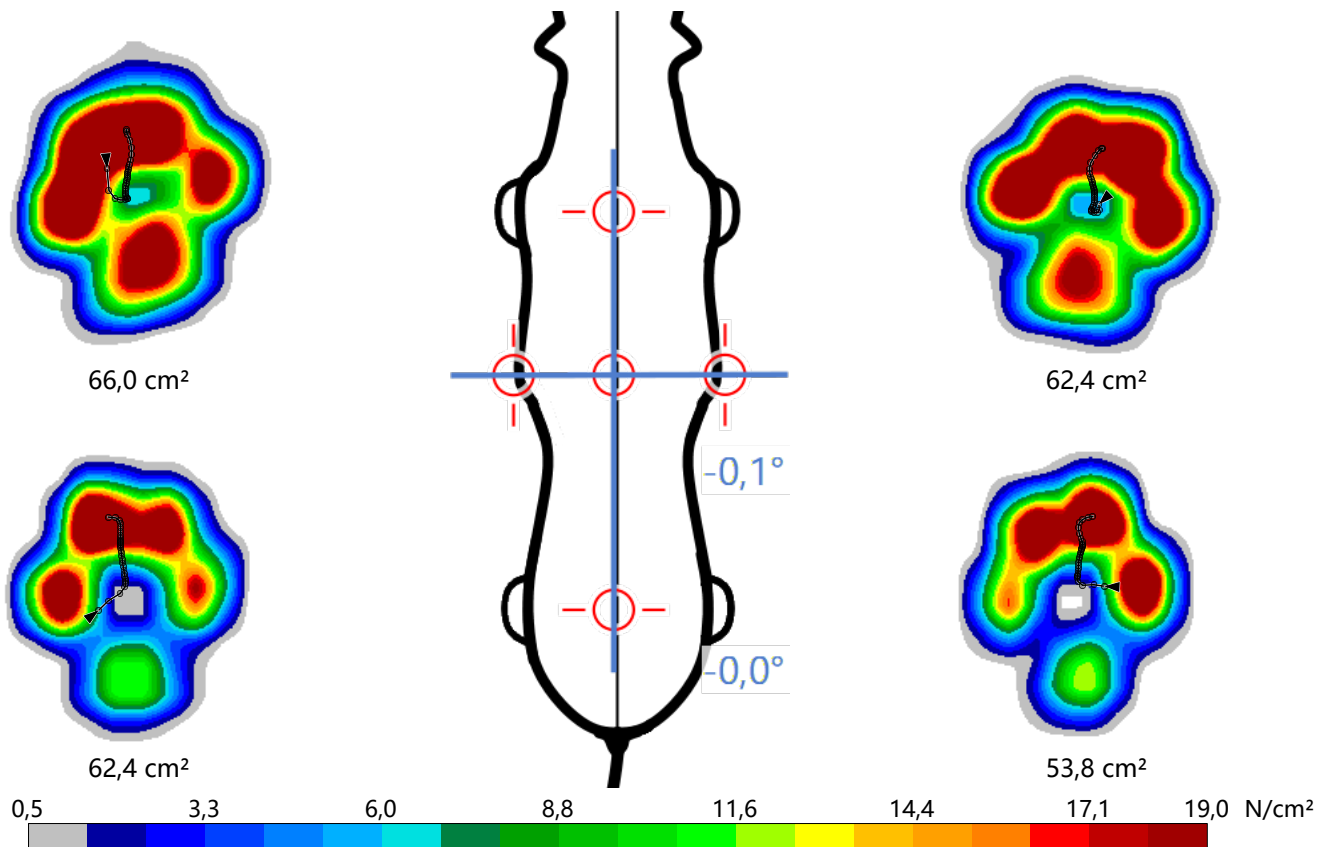 66,0 cm²
62,4 cm²
-0,1°
-0,0°
62,4 cm²
53,8 cm²
0,5 3,3 6,0 8,8 11,6 14,4 17,1 19,0 N/cm²